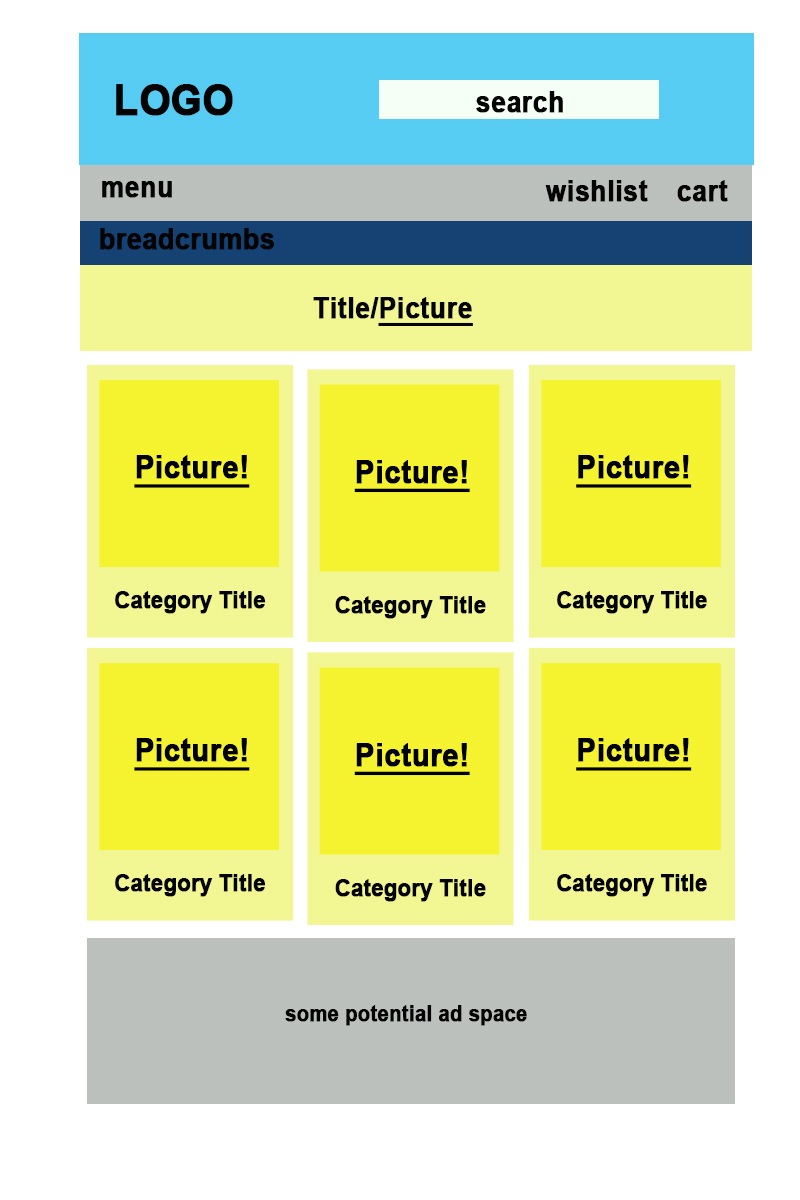 LOGO
search
menu
wishlist cart
breadcrumbs
Title/Picture
Picture! Picture! Picture!
Category Title Category Title Category Title
Picture! Picture! Picture!
Category Title Category Title Category Title
some potential ad space